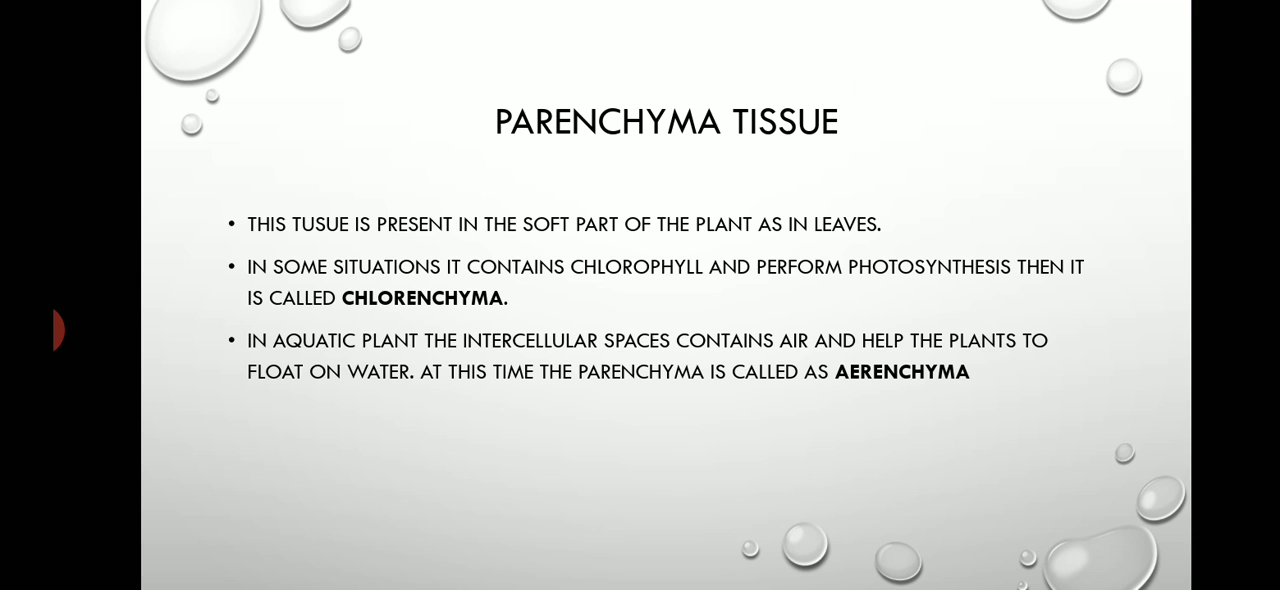 PARENCHYMA TISSUE
• THIS TUSUE IS PRESENT IN THE SOFT PART OF THE PLANT AS IN LEAVES.
• IN SOME SITUATIONS IT CONTAINS CHLOROPHYLL AND PERFORM PHOTOSYNTHESIS THEN IT
IS CALLED CHLORENCHYMA.
• IN AQUATIC PLANT THE INTERCELLULAR SPACES CONTAINS AIR AND HELP THE PLANTS TO
FLOAT ON WATER. AT THIS TIME THE PARENCHYMA IS CALLED AS AERENCHYMA